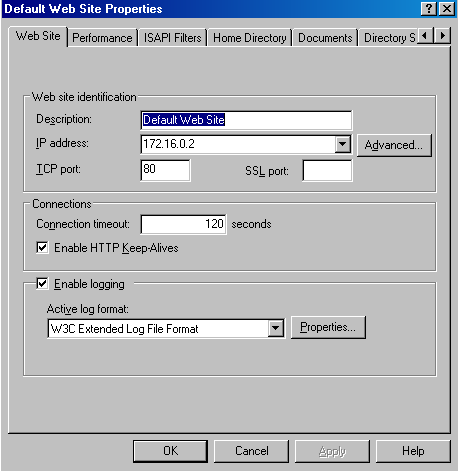 Default Web Site Properties
Web Site Performance ISAPI Filters Home Directory Documents Directory S
Web site identification
Description: Default Web Site
IP address: 172.16.0.2 Advanced...
TCP port: 80 SSL port:
Connections
Connection timeout: 120 seconds
Enable HTTP Keep-Alives
Enable logging
Active log format:
W3C Extended Log File Format Properties...
OK Cancel Apply Help